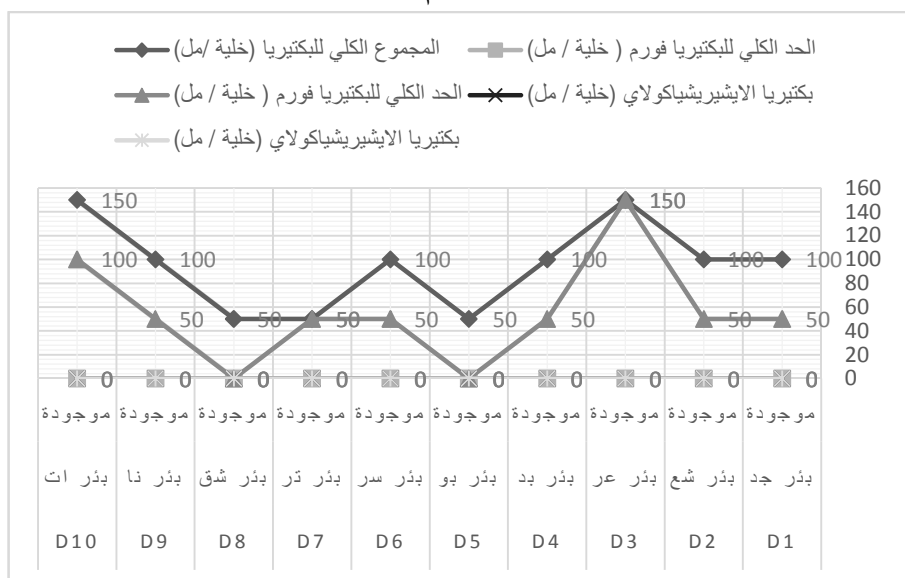 المجموع الكلي للبكتيريا (خلية /مل) الحد الكلي للبكتيريا فورم ( خلية / مل)
الحد الكلي للبكتيريا فورم ( خلية / مل) بكتيريا الايشيريشياكولاي (خلية / مل)
بكتيريا الايشيريشياكولاي (خلية / مل)
160
140
120
100
80
60
40
20
0
100 100 150 100 50 100 50 50 100 150
50 50 50 50 50 50 100
0 0 0 0 0 0 0 0 0 0
موجودة موجودة موجودة موجودة موجودة موجودة موجودة موجودة موجودة موجودة
بئر جد بئر شع بئر عر بئر بد بئر بو بئر سر بئر تر بئر شق بئر نا بئر ات
D1 D2 D3 D4 D5 D6 D7 D8 D9 D10